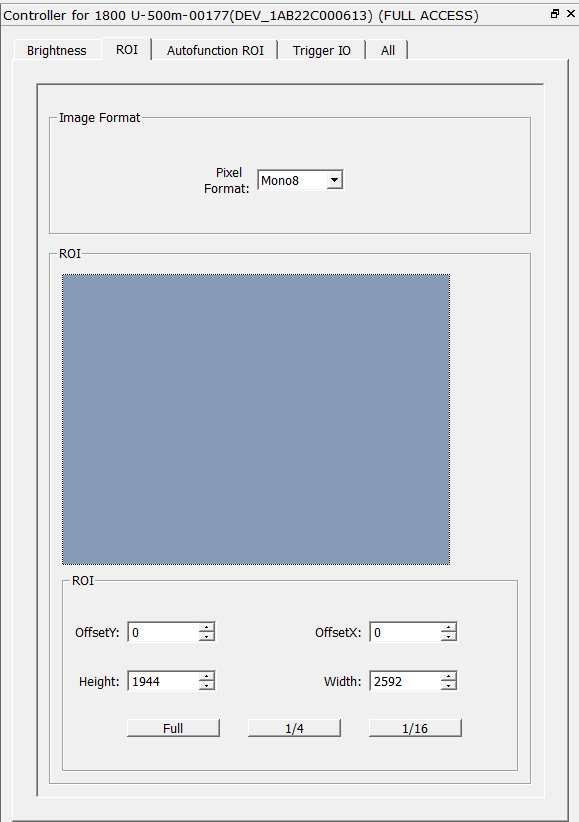 Controller for 1800 U-500m-00177(DEV_1AB22C000613) (FULL ACCESS)
Brightness ROI Autofunction ROI Trigger IO All
Image Format
Pixel
Format: Mono8
ROI
ROI
OffsetY: 0 OffsetX: 0
Height: 1944 Width: 2592
Full 1/4 1/16